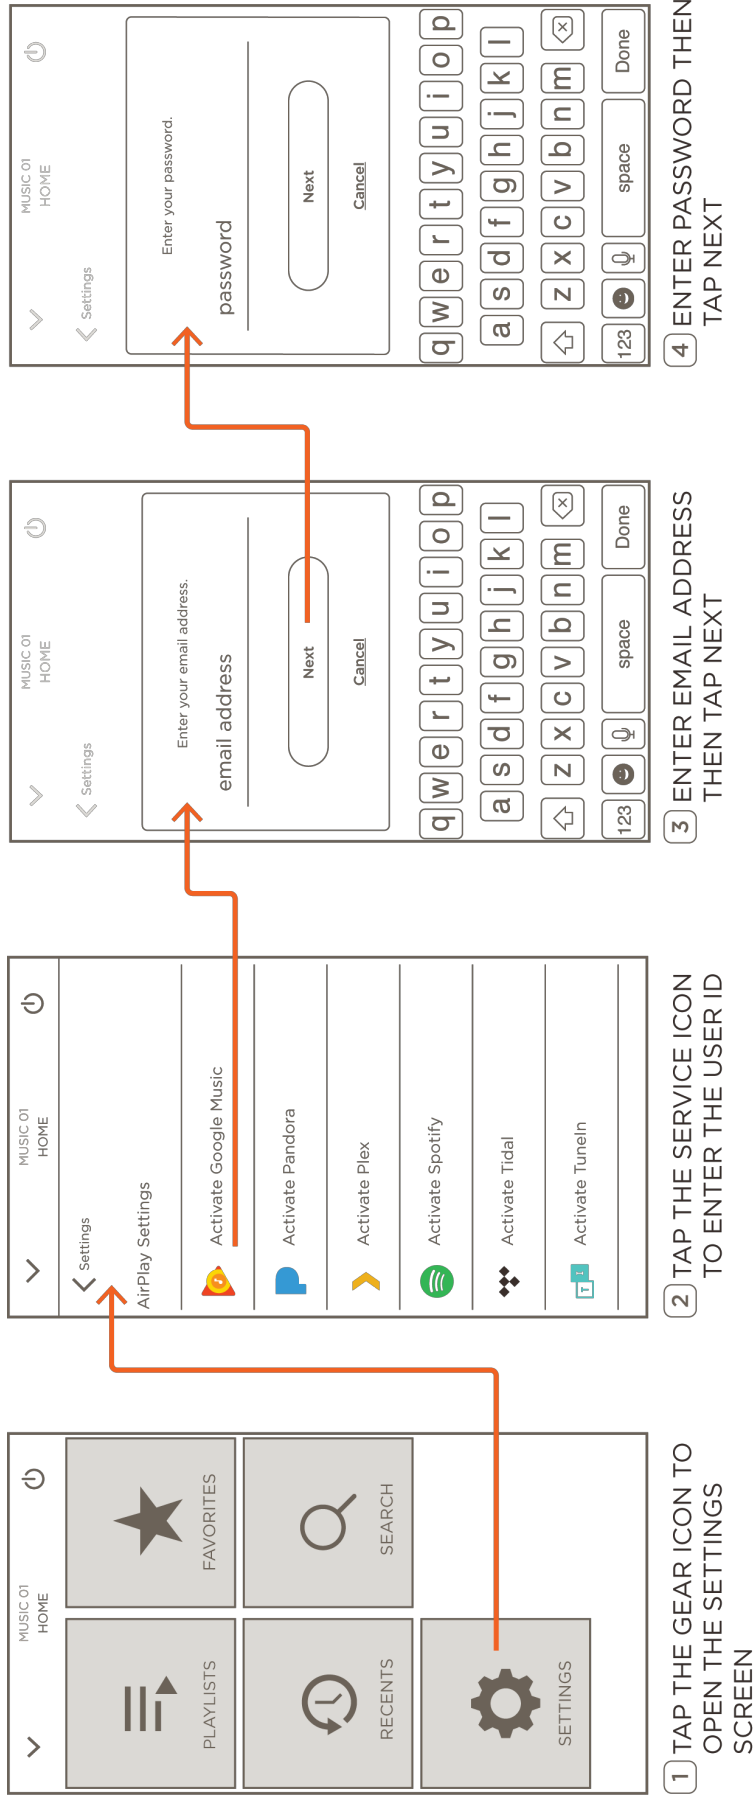 MUSIC 01
HOME
PLAYLISTS
FAVORITES
RECENTS
SEARCH
SETTINGS
1 TAP THE GEAR ICON TO
OPEN THE SETTINGS
SCREEN
MUSIC 01
HOME
Settings
AirPlay Settings
Activate Google Music
Activate Pandora
Activate Plex
Activate Spotify
Activate Tidal
T I
Activate TuneIn
2 TAP THE SERVICE ICON
TO ENTER THE USER ID
MUSIC 01
HOME
Settings
Enter your email address.
email address
Next
Cancel
q w e r t y u i o p
a s d f g h j k l
z x c v b n m
123 space Done
3 ENTER EMAIL ADDRESS
THEN TAP NEXT
MUSIC 01
HOME
Settings
Enter your password.
password
Next
Cancel
q w e r t y u i o p
a s d f g h j k l
z x c v b n m
123 space Done
4 ENTER PASSWORD THEN
TAP NEXT